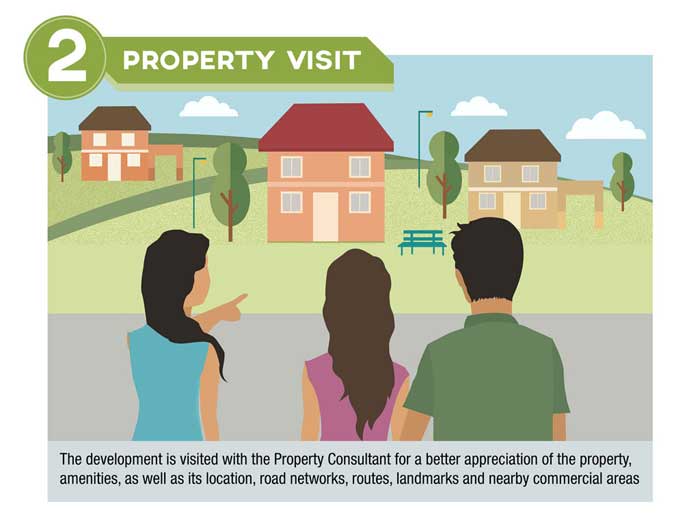 2
PROPERTY VISIT
The development is visited with the Property Consultant for a better appreciation of the property,
amenities, as well as its location, road networks, routes, landmarks and nearby commercial areas